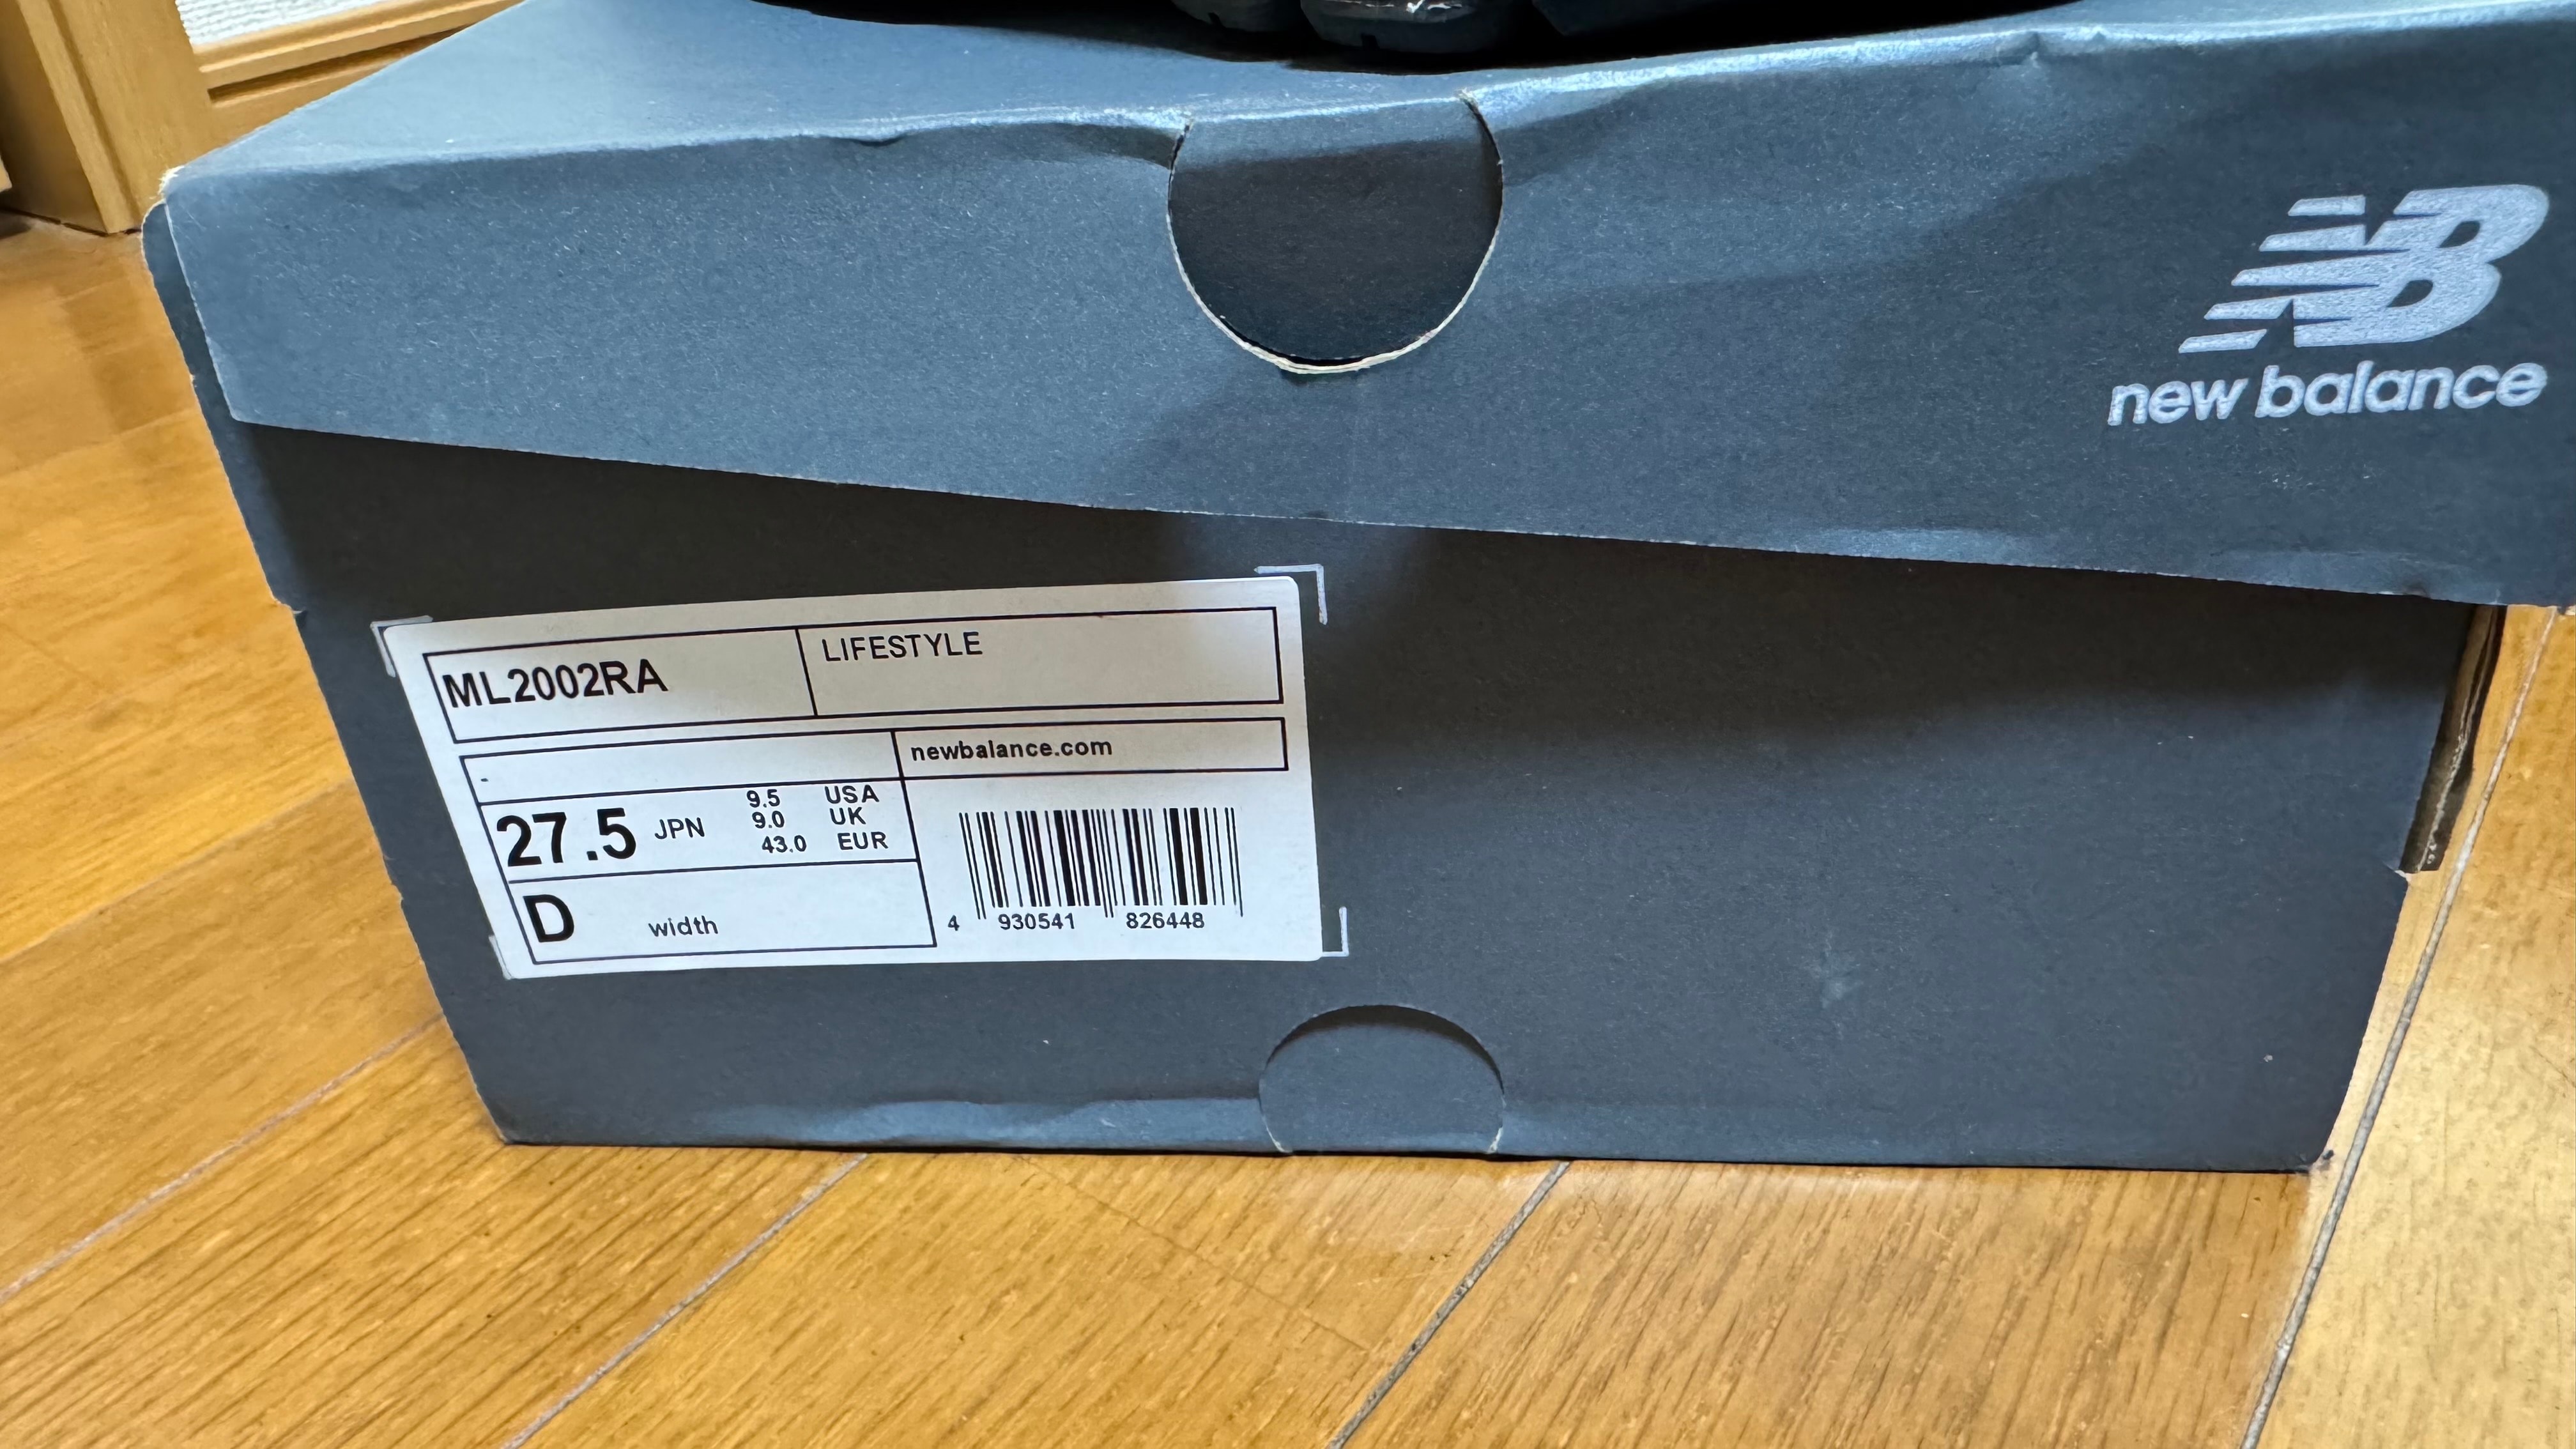 NB
new balance
ML2002RA
LIFESTYLE
newbalance.com
-
27.5 JPN
9.5 USA
9.0 UK
43.0 EUR
D width
4 930541 826448